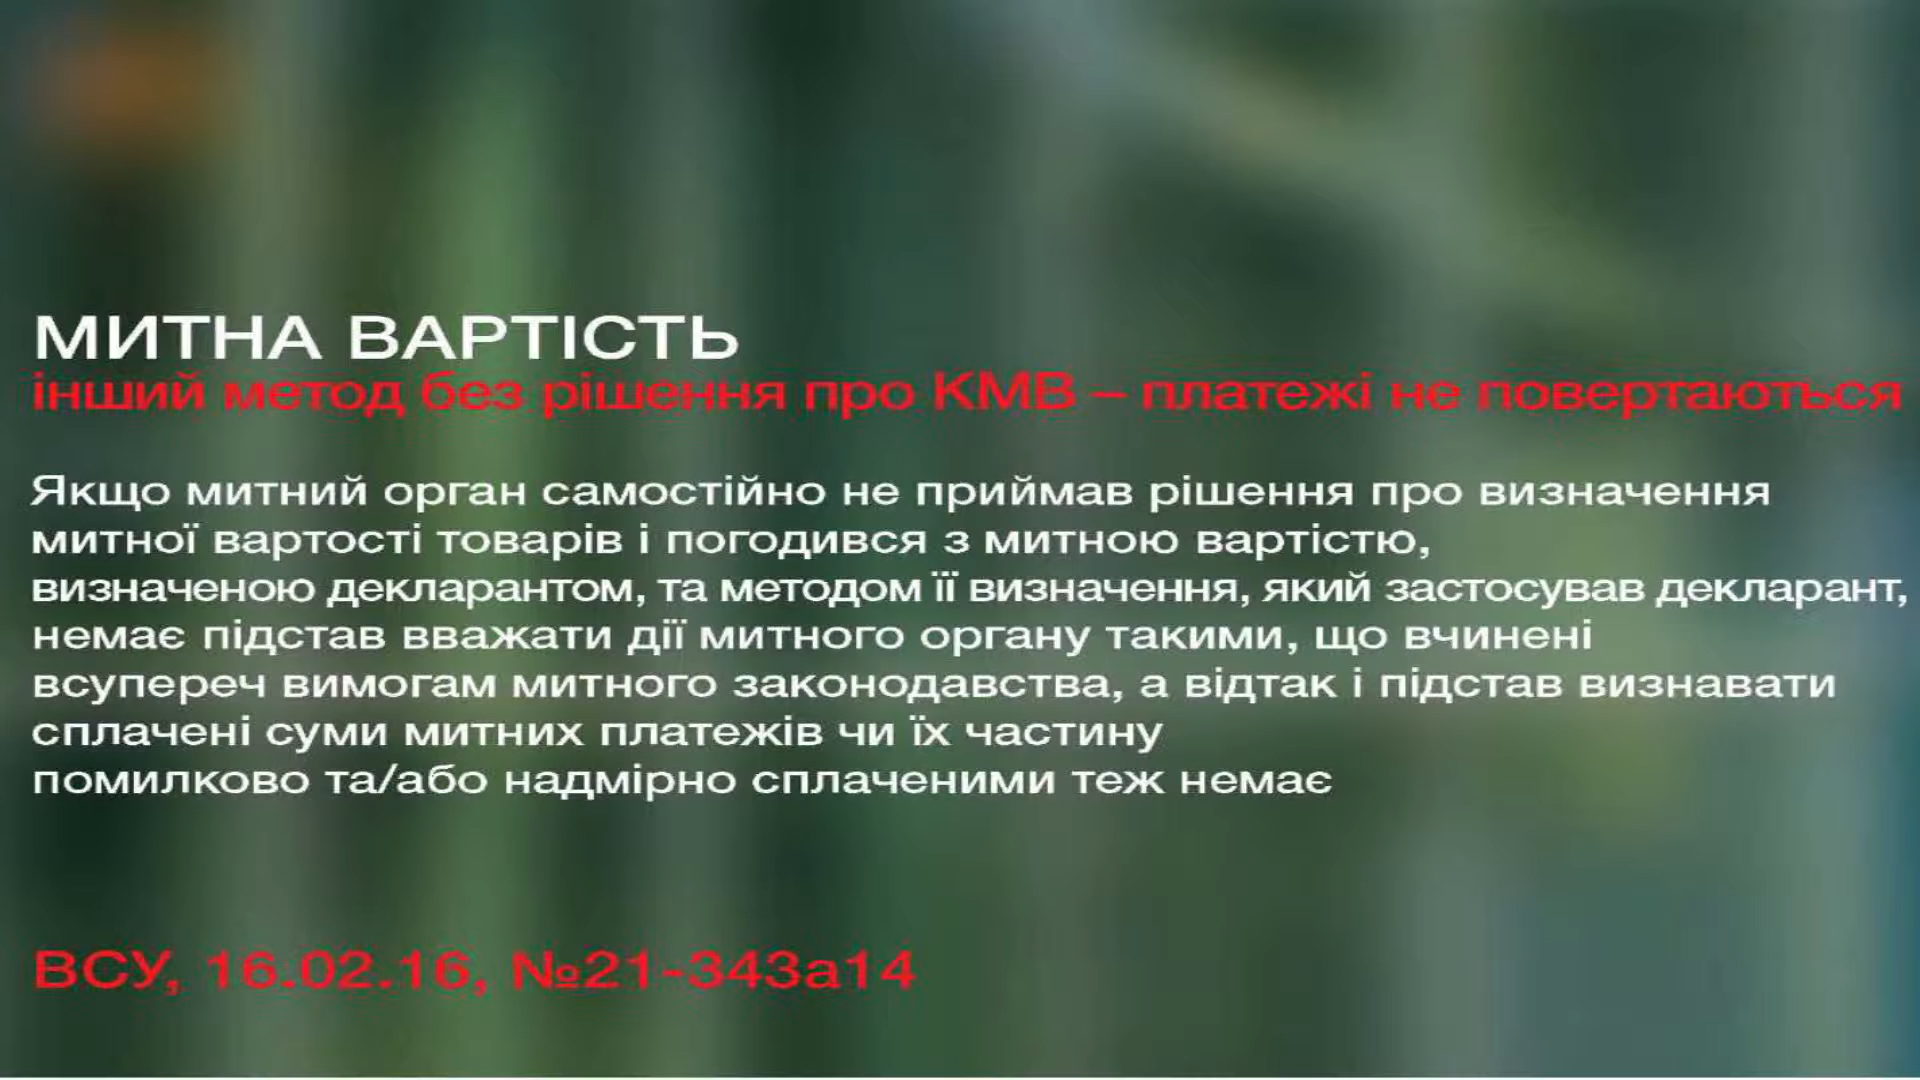 МИТНА ВАРТІСТЬ
інший метод без рішення про КМВ – платежі не повертаються
Якщо митний орган самостійно не приймав рішення про визначення
митної вартості товарів і погодився з митною вартістю,
визначеною декларантом, та методом її визначення, який застосував декларант,
немає підстав вважати дії митного органу такими, що вчинені
всупереч вимогам митного законодавства, а відтак і підстав визнавати
сплачені суми митних платежів чи їх частину
помилково та/або надмірно сплаченими теж немає
ВСУ, 16.02.16, №21-343а14